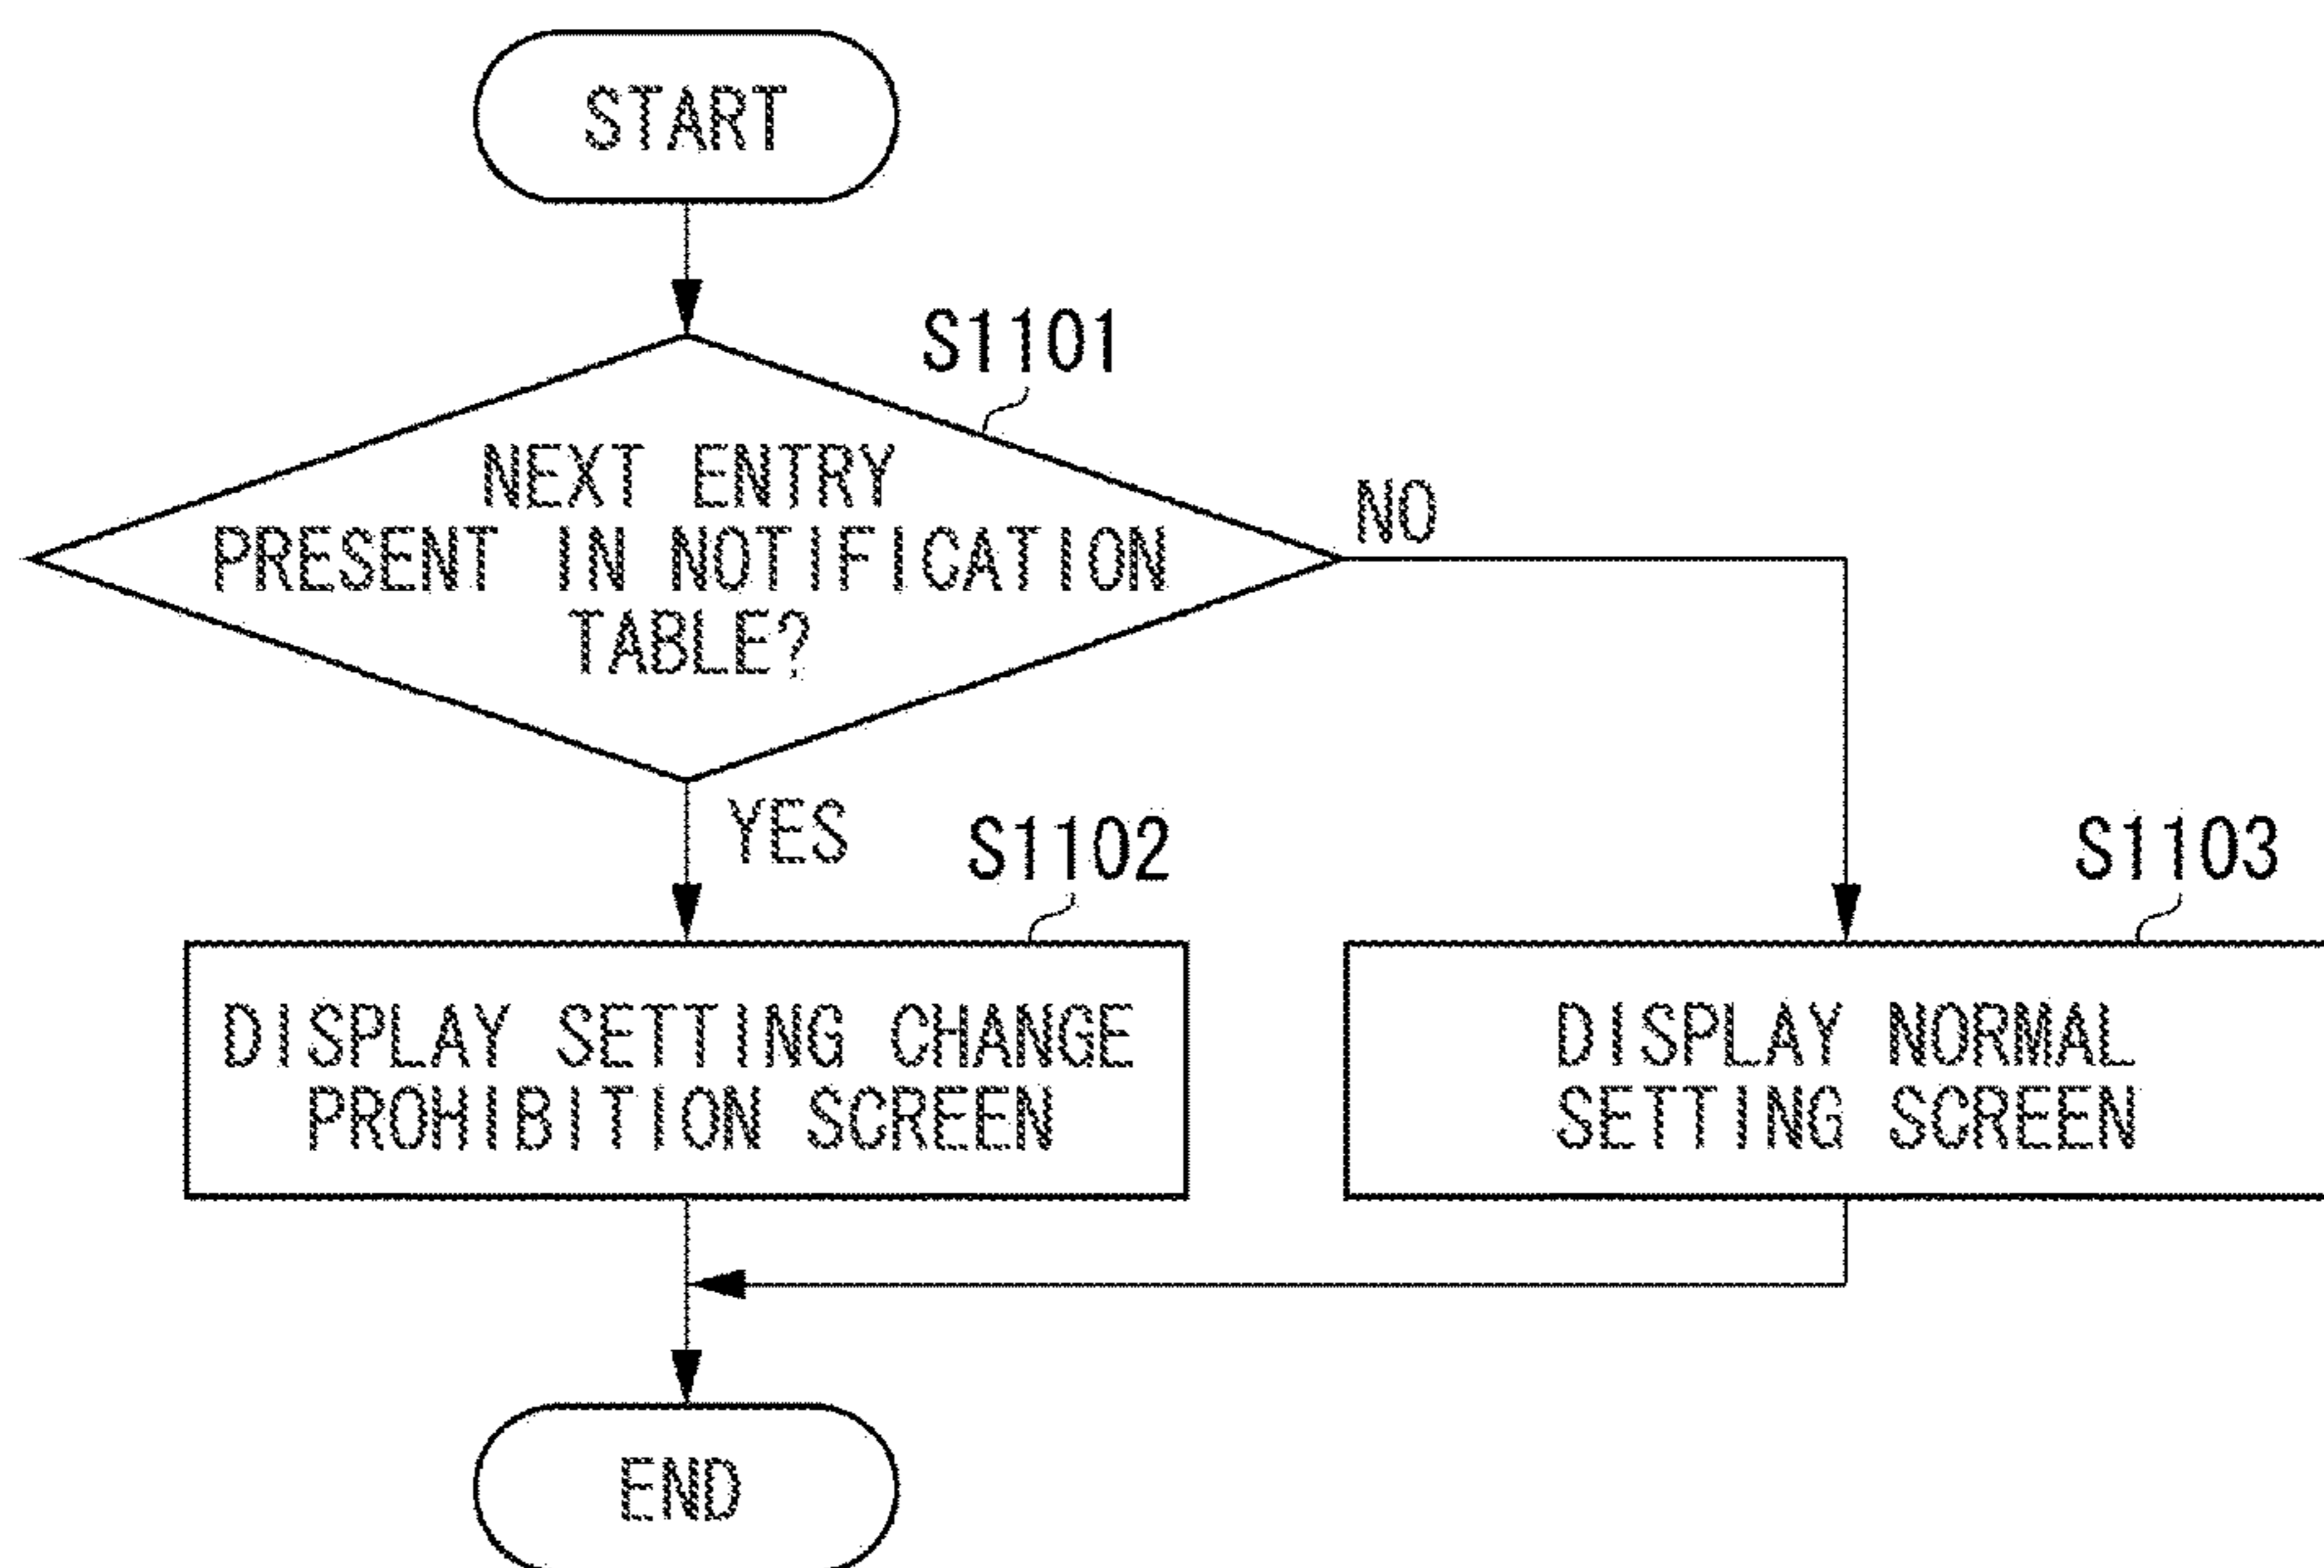 START
S1101
NEXT ENTRY
PRESENT IN NOTIFICATION
TABLE?
NO
YES
S1102
S1103
DISPLAY SETTING CHANGE
PROHIBITION SCREEN
DISPLAY NORMAL
SETTING SCREEN
END